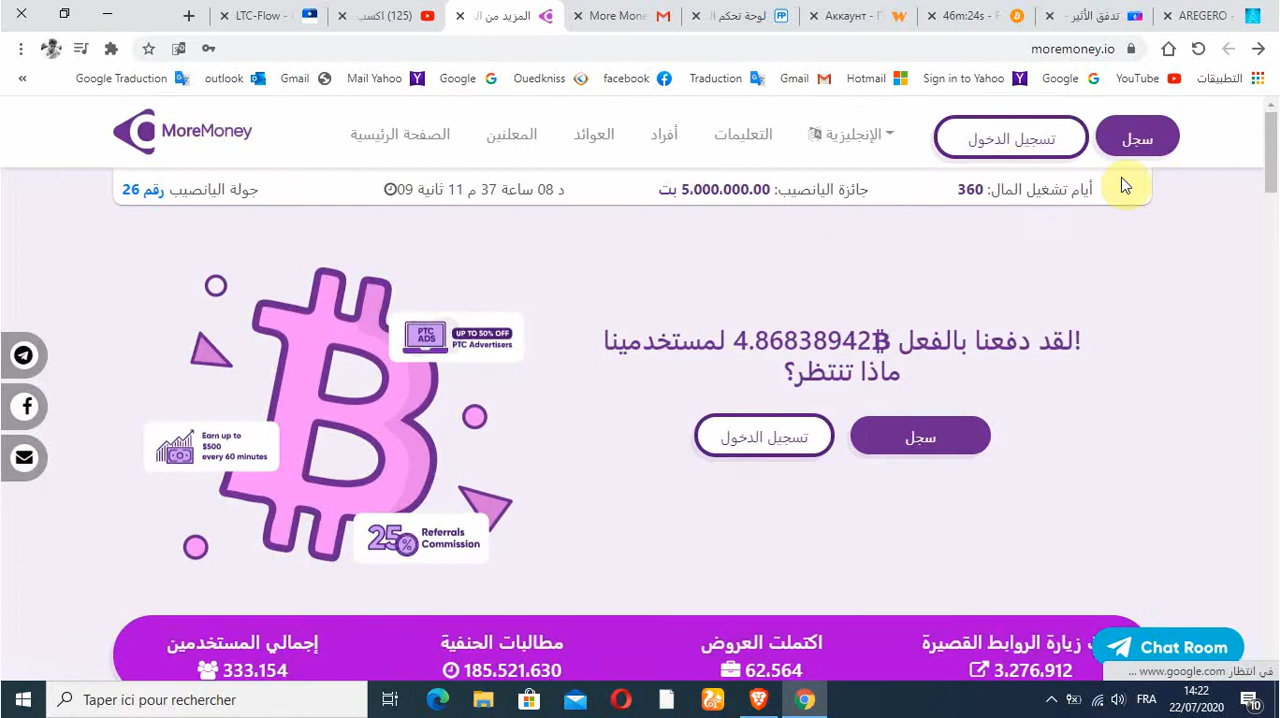 LTC-Flow -
(125) اكسب
المزيد من ال
More Mone
لوحة تحكم ال
Аккаунт - Г
46m:24s - F
تدفق الأثير -
AREGERO -
moremoney.io
« Google Traduction outlook Gmail Mail Yahoo Google Ouedkniss facebook Traduction Gmail Hotmail Sign in to Yahoo Google YouTube التطبيقات
MoreMoney الصفحة الرئيسية المعلنين العوائد أفراد التعليمات الإنجليزية تسجيل الدخول سجل
أيام تشغيل المال: 360
جائزة اليانصيب: 5.000.000.00 بت
د 08 ساعة 37 م 11 ثانية 09
جولة اليانصيب رقم 26
!لقد دفعنا بالفعل ₿4.86838942 لمستخدمينا
ماذا تنتظر؟
سجل
تسجيل الدخول
PTC ADS
UP TO 50% OFF
PTC Advertisers
Earn up to
$500
every 60 minutes
25%
Referrals
Commission
زيارة الروابط القصيرة
3,276,912
اكتملت العروض
62,564
مطالبات الحنفية
185,521,630
إجمالي المستخدمين
333,154
Chat Room
في انتظار www.google.com ...
Taper ici pour rechercher
FRA
14:22
22/07/2020
10